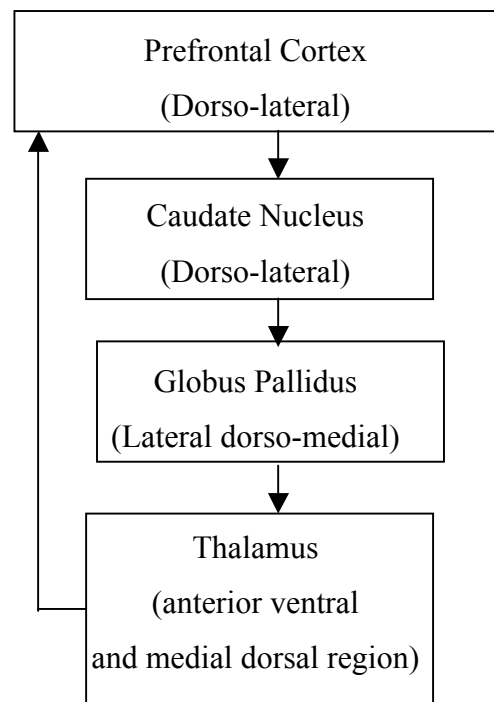 Prefrontal Cortex
(Dorso-lateral)
Caudate Nucleus
(Dorso-lateral)
Globus Pallidus
(Lateral dorso-medial)
Thalamus
(anterior ventral
and medial dorsal region)